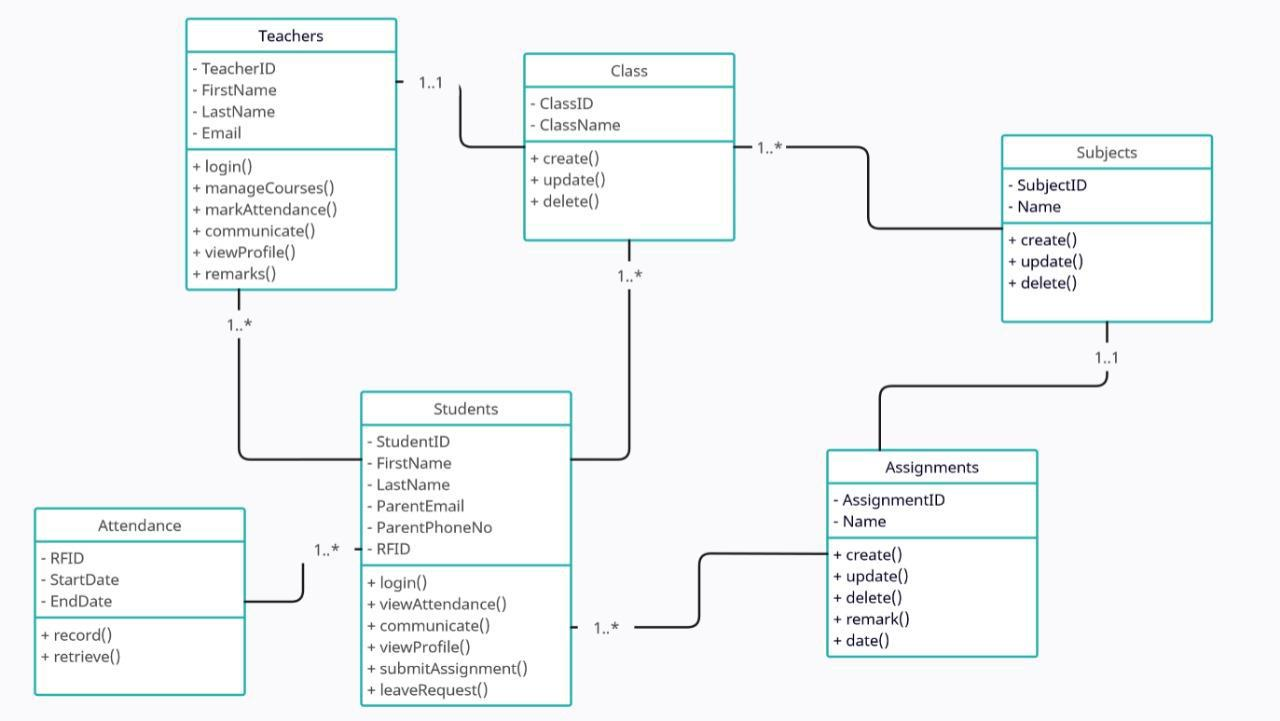 Teachers
- TeacherID
- FirstName
- LastName
- Email
+ login()
+ manageCourses()
+ markAttendance()
+ communicate()
+ viewProfile()
+ remarks()
1..1
Class
- ClassID
- ClassName
+ create()
+ update()
+ delete()
1..*
Subjects
- SubjectID
- Name
+ create()
+ update()
+ delete()
1..*
1..*
1..1
Students
- StudentID
- FirstName
- LastName
- ParentEmail
- ParentPhoneNo
- RFID
+ login()
+ viewAttendance()
+ communicate()
+ viewProfile()
+ submitAssignment()
+ leaveRequest()
Assignments
- AssignmentID
- Name
+ create()
+ update()
+ delete()
+ remark()
+ date()
Attendance
- RFID
- StartDate
- EndDate
+ record()
+ retrieve()
1..*
1..*